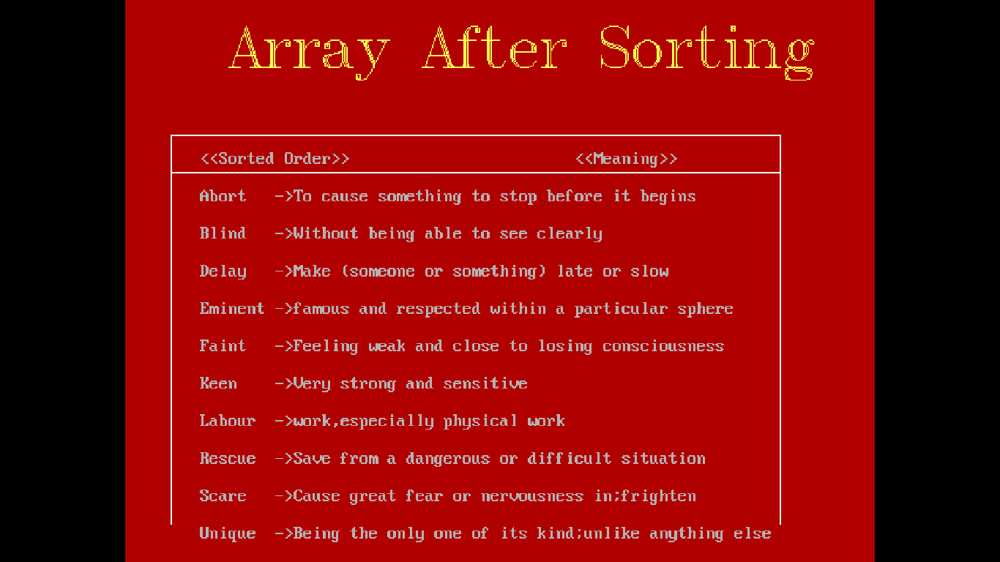 Array After Sorting
<<Sorted Order>> <<Meaning>>
Abort ->To cause something to stop before it begins
Blind ->Without being able to see clearly
Delay ->Make (someone or something) late or slow
Eminent ->famous and respected within a particular sphere
Faint ->Feeling weak and close to losing consciousness
Keen ->Very strong and sensitive
Labour ->work,especially physical work
Rescue ->Save from a dangerous or difficult situation
Scare ->Cause great fear or nervousness in;frighten
Unique ->Being the only one of its kind;unlike anything else